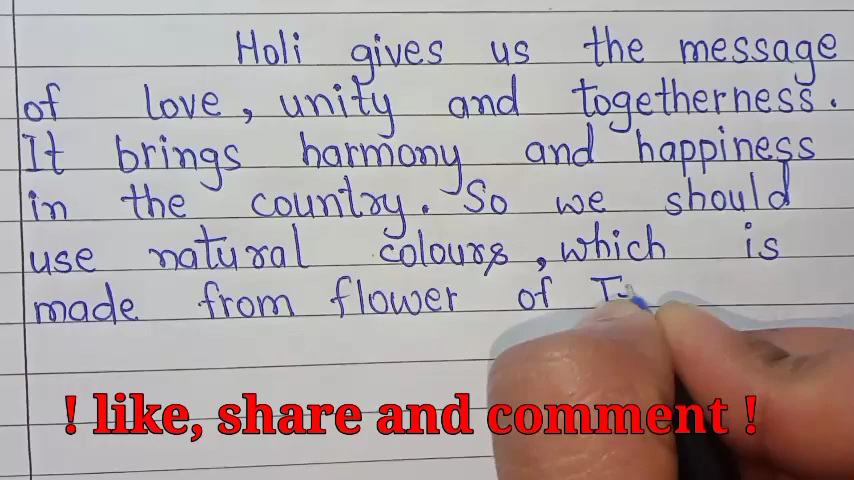 Holi gives us the message
of love, unity and togetherness.
It brings harmony and happiness
in the country. So we should
use natural colours, which is
made from flower of
! like, share and comment !